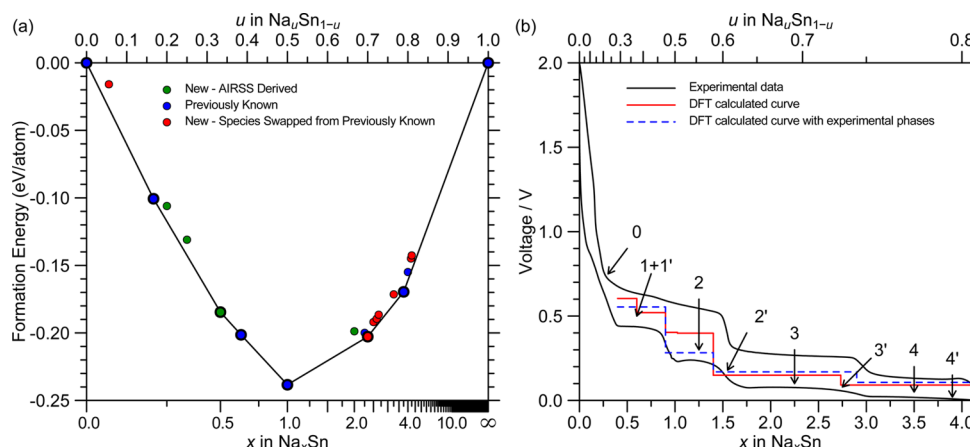 (a)
u in NauSn1−u
0.0 0.1 0.2 0.3 0.4 0.5 0.6 0.7 0.8 1.0
0.00
-0.05
-0.10
-0.15
-0.20
-0.25
Formation Energy (eV/atom)
New - AIRSS Derived
Previously Known
New - Species Swapped from Previously Known
0.0 0.5 1.0 2.0 4.0 10.0 ∞
x in NaxSn
(b)
u in NauSn1−u
0.0 0.3 0.5 0.6 0.7 0.8
2.0
1.5
1.0
0.5
0.0
Voltage / V
Experimental data
DFT calculated curve
DFT calculated curve with experimental phases
0
1+1'
2
2'
3
3'
4
4'
0.0 0.5 1.0 1.5 2.0 2.5 3.0 3.5 4.0
x in NaxSn